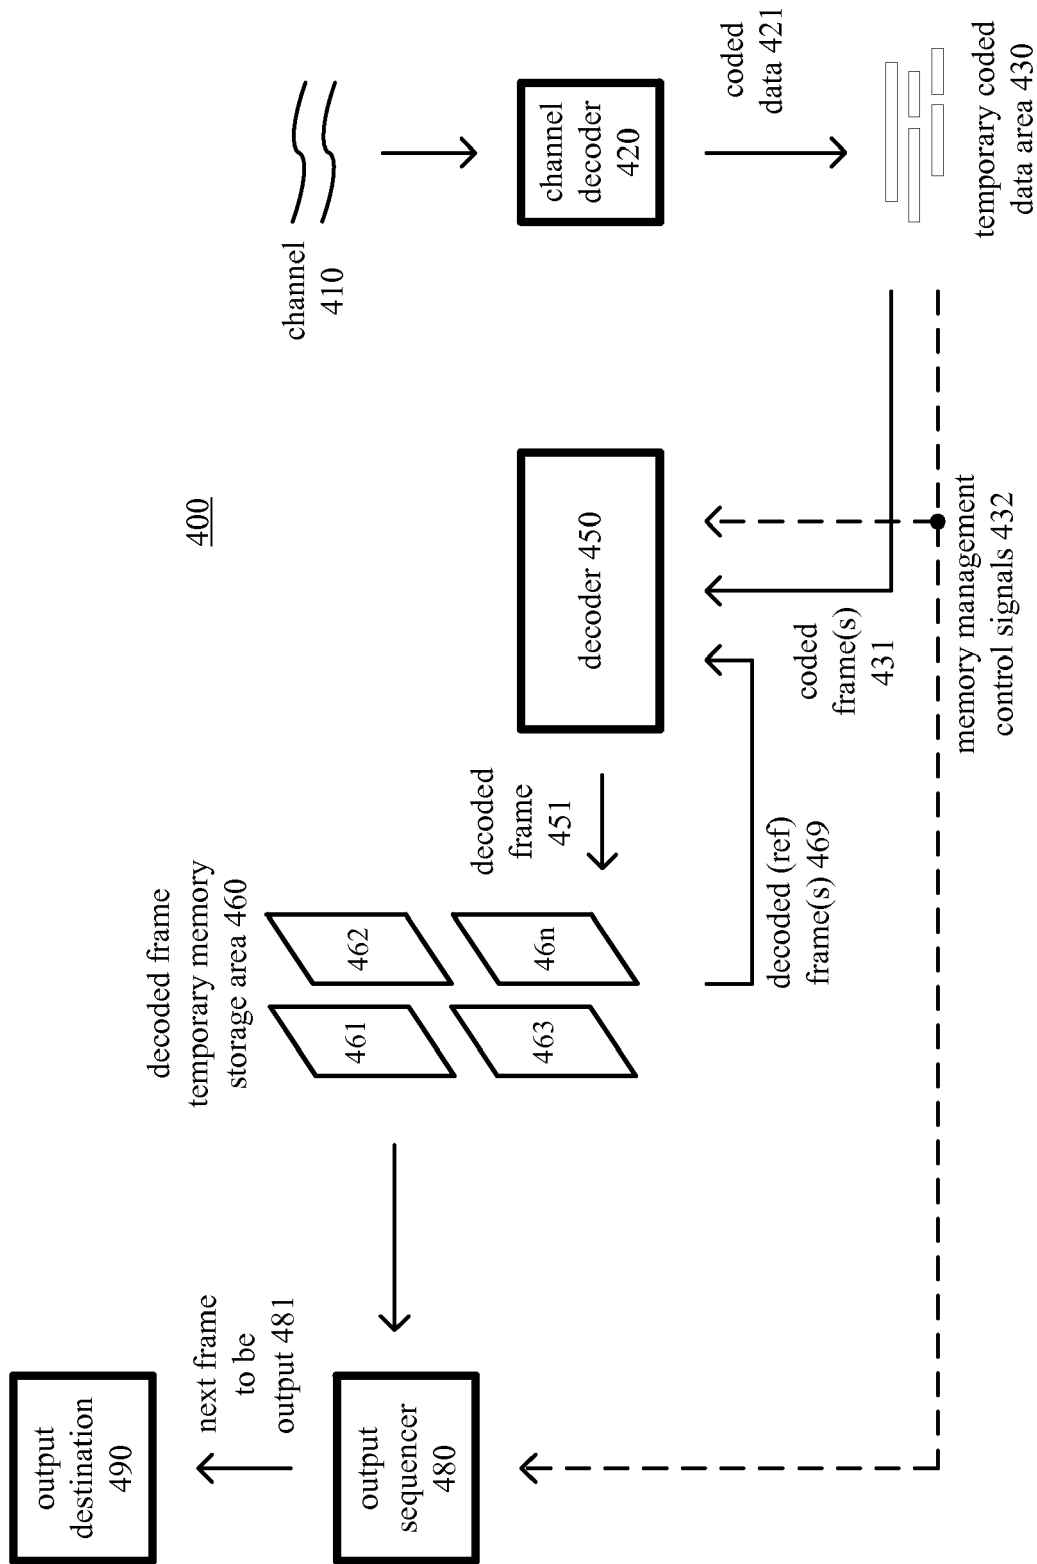 400
channel
410
channel
decoder
420
coded
data 421
temporary coded
data area 430
decoder 450
coded
frame(s)
431
memory management
control signals 432
decoded
frame
451
decoded frame
temporary memory
storage area 460
461
462
463
46n
decoded (ref)
frame(s) 469
output
sequencer
480
next frame
to be
output 481
output
destination
490